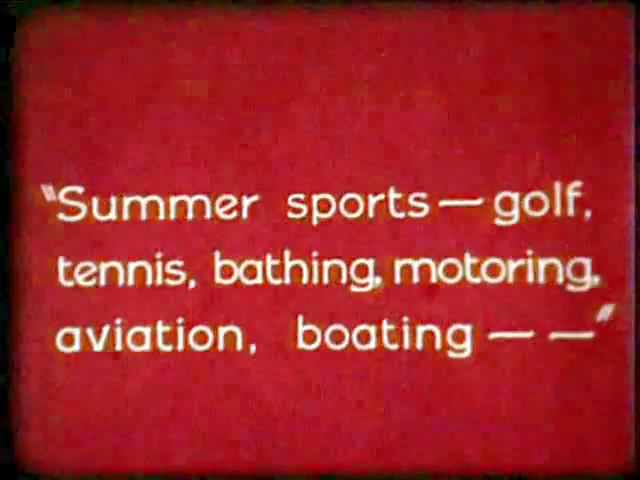 "Summer sports — golf,
tennis, bathing, motoring,
aviation, boating — —"